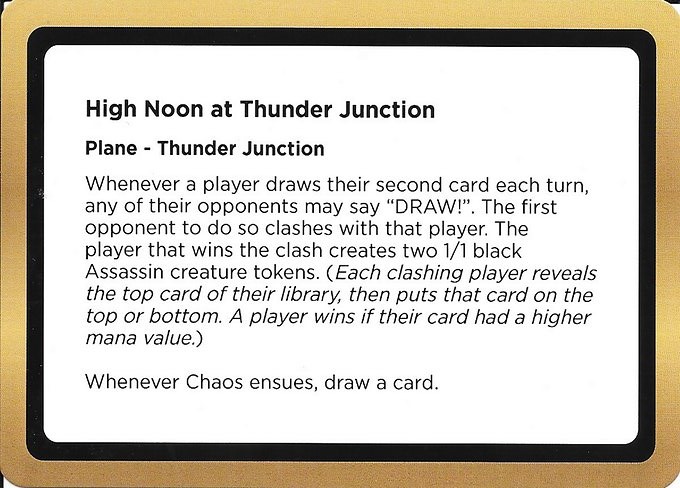 High Noon at Thunder Junction
Plane - Thunder Junction
Whenever a player draws their second card each turn,
any of their opponents may say “DRAW!”. The first
opponent to do so clashes with that player. The
player that wins the clash creates two 1/1 black
Assassin creature tokens. (Each clashing player reveals
the top card of their library, then puts that card on the
top or bottom. A player wins if their card had a higher
mana value.)
Whenever Chaos ensues, draw a card.